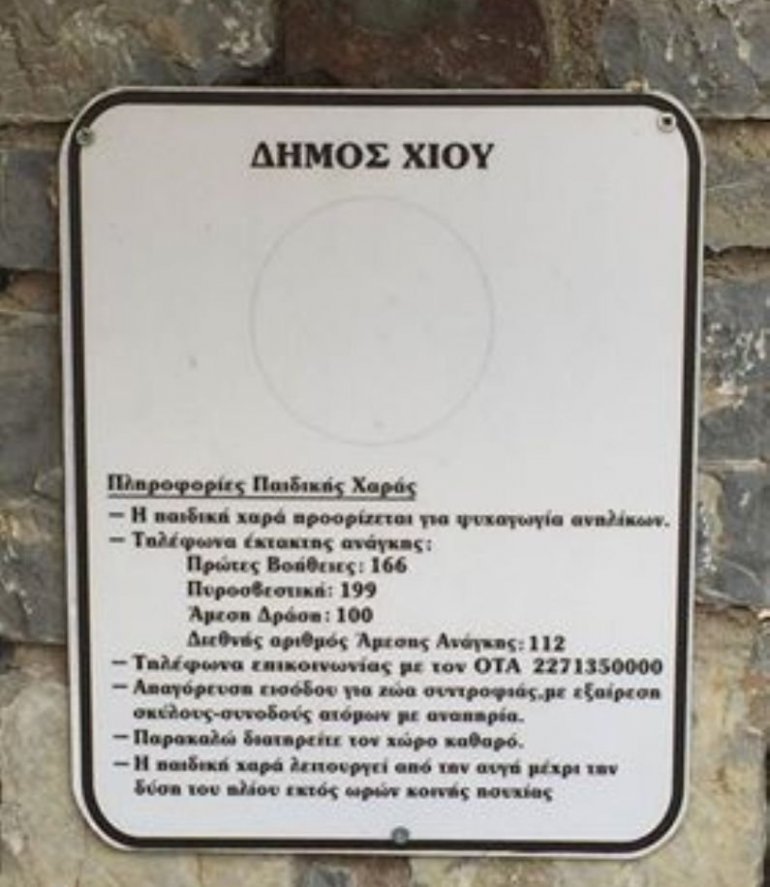 ΔΗΜΟΣ ΧΙΟΥ
Πληροφορίες Παιδικής Χαράς
– Η παιδική χαρά προορίζεται για ψυχαγωγία ανηλίκων.
– Τηλέφωνα έκτακτης ανάγκης:
Πρώτες Βοήθειες: 166
Πυροσβεστική: 199
Άμεση Δράση: 100
Διεθνής αριθμός Άμεσης Ανάγκης: 112
– Τηλέφωνα επικοινωνίας με τον ΟΤΑ 2271350000
– Απαγόρευση εισόδου για ζώα συντροφιάς,με εξαίρεση
σκύλους-συνοδούς ατόμων με αναπηρία.
– Παρακαλώ διατηρείτε τον χώρο καθαρό.
– Η παιδική χαρά λειτουργεί από την αυγή μέχρι την
δύση του ηλίου εκτός ωρών κοινής ησυχίας